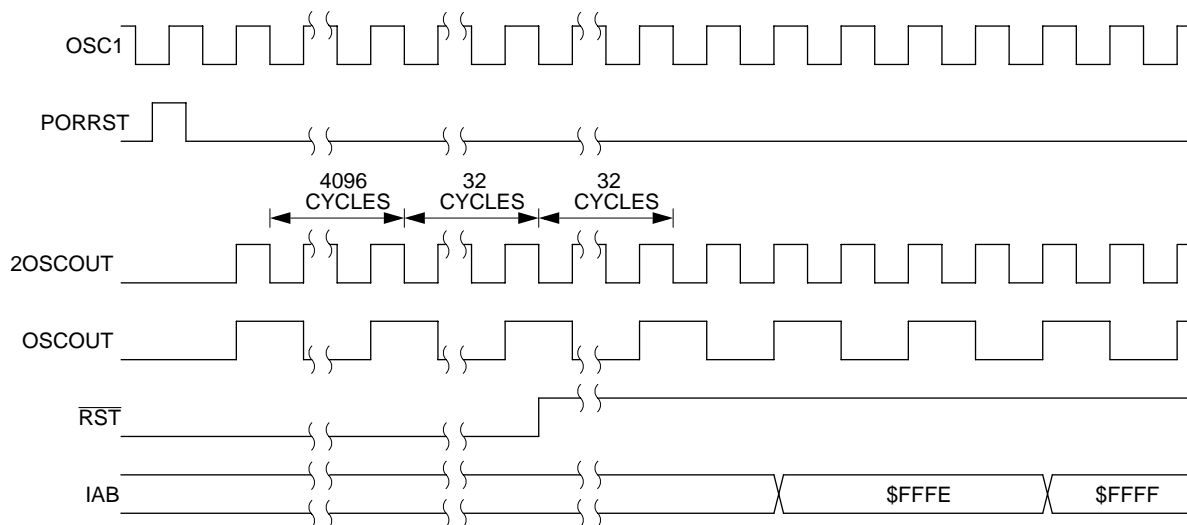 OSC1
PORRST
4096
CYCLES
32
CYCLES
32
CYCLES
2OSCOUT
OSCOUT
RST
IAB
$FFFE
$FFFF